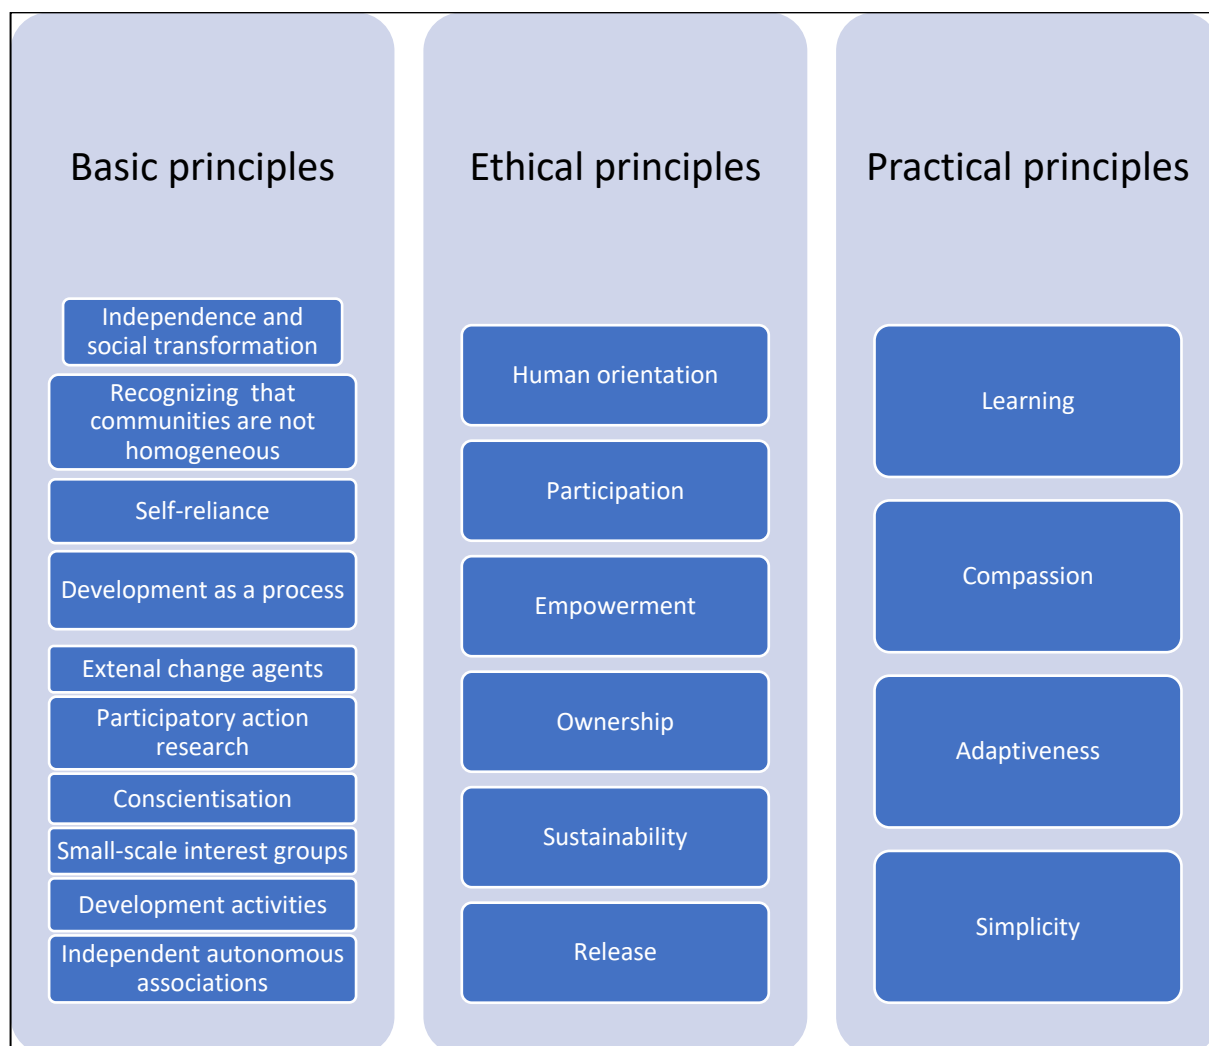 Basic principles
Independence and
social transformation
Recognizing  that
communities are not
homogeneous
Self-reliance
Development as a process
Extenal change agents
Participatory action
research
Conscientisation
Small-scale interest groups
Development activities
Independent autonomous
associations
Ethical principles
Human orientation
Participation
Empowerment
Ownership
Sustainability
Release
Practical principles
Learning
Compassion
Adaptiveness
Simplicity